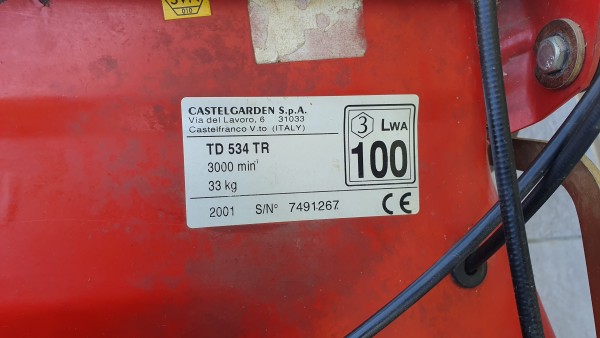 CASTELGARDEN S.p.A.
Via del Lavoro, 6 31033
Castelfranco V.to (ITALY)
TD 534 TR
3000 min⁻¹
33 kg
2001 S/N° 7491267
3 LWA
100
CE